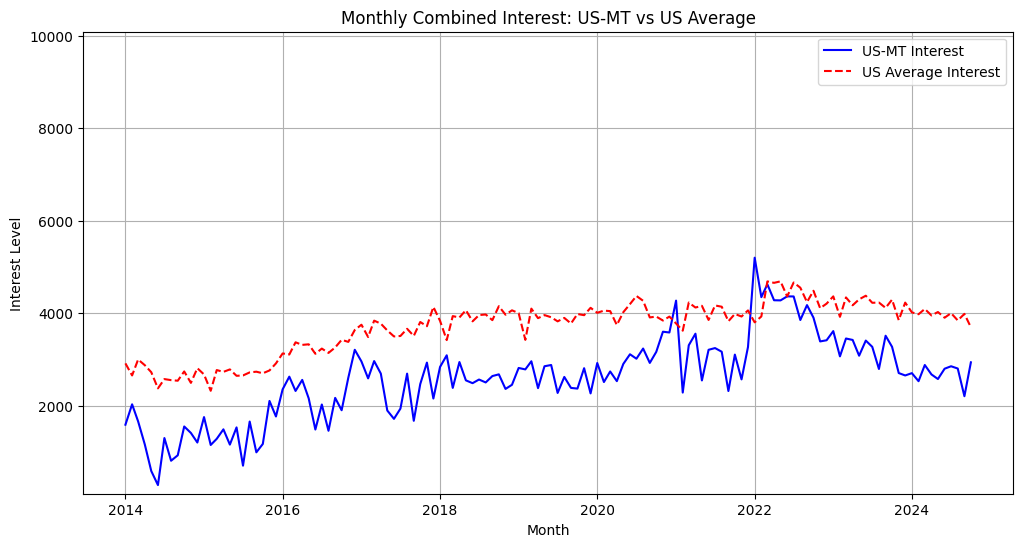 Monthly Combined Interest: US-MT vs US Average
10000
8000
6000
4000
2000
Interest Level
US-MT Interest
US Average Interest
2014 2016 2018 2020 2022 2024
Month